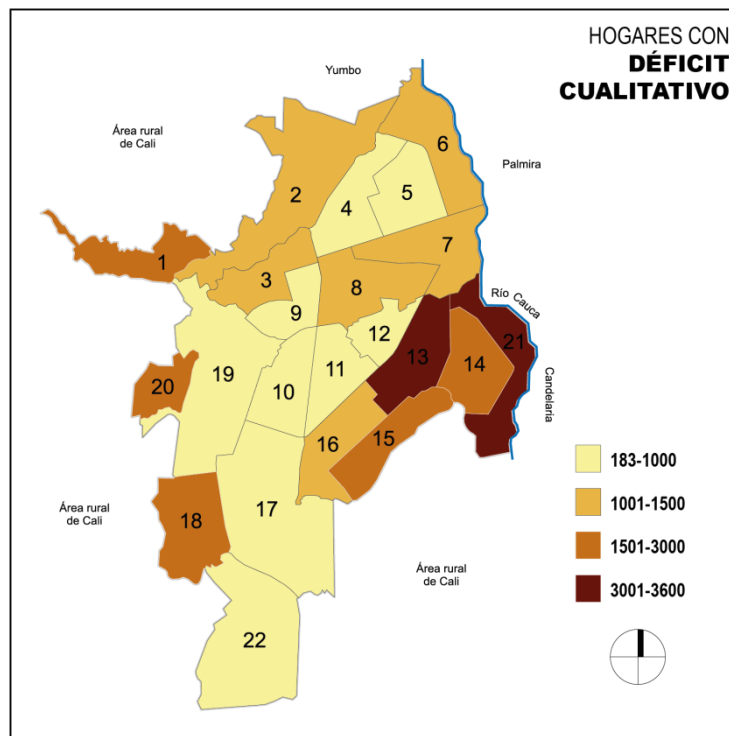 HOGARES CON
DÉFICIT
CUALITATIVO
Yumbo
Área rural
de Cali
6
Palmira
2
5
4
7
1
3
8
Río Cauca
9
12
21
13
14
19
11
20
10
Candelaria
16
15
183-1000
1001-1500
17
Área rural
de Cali
18
1501-3000
Área rural
de Cali
3001-3600
22